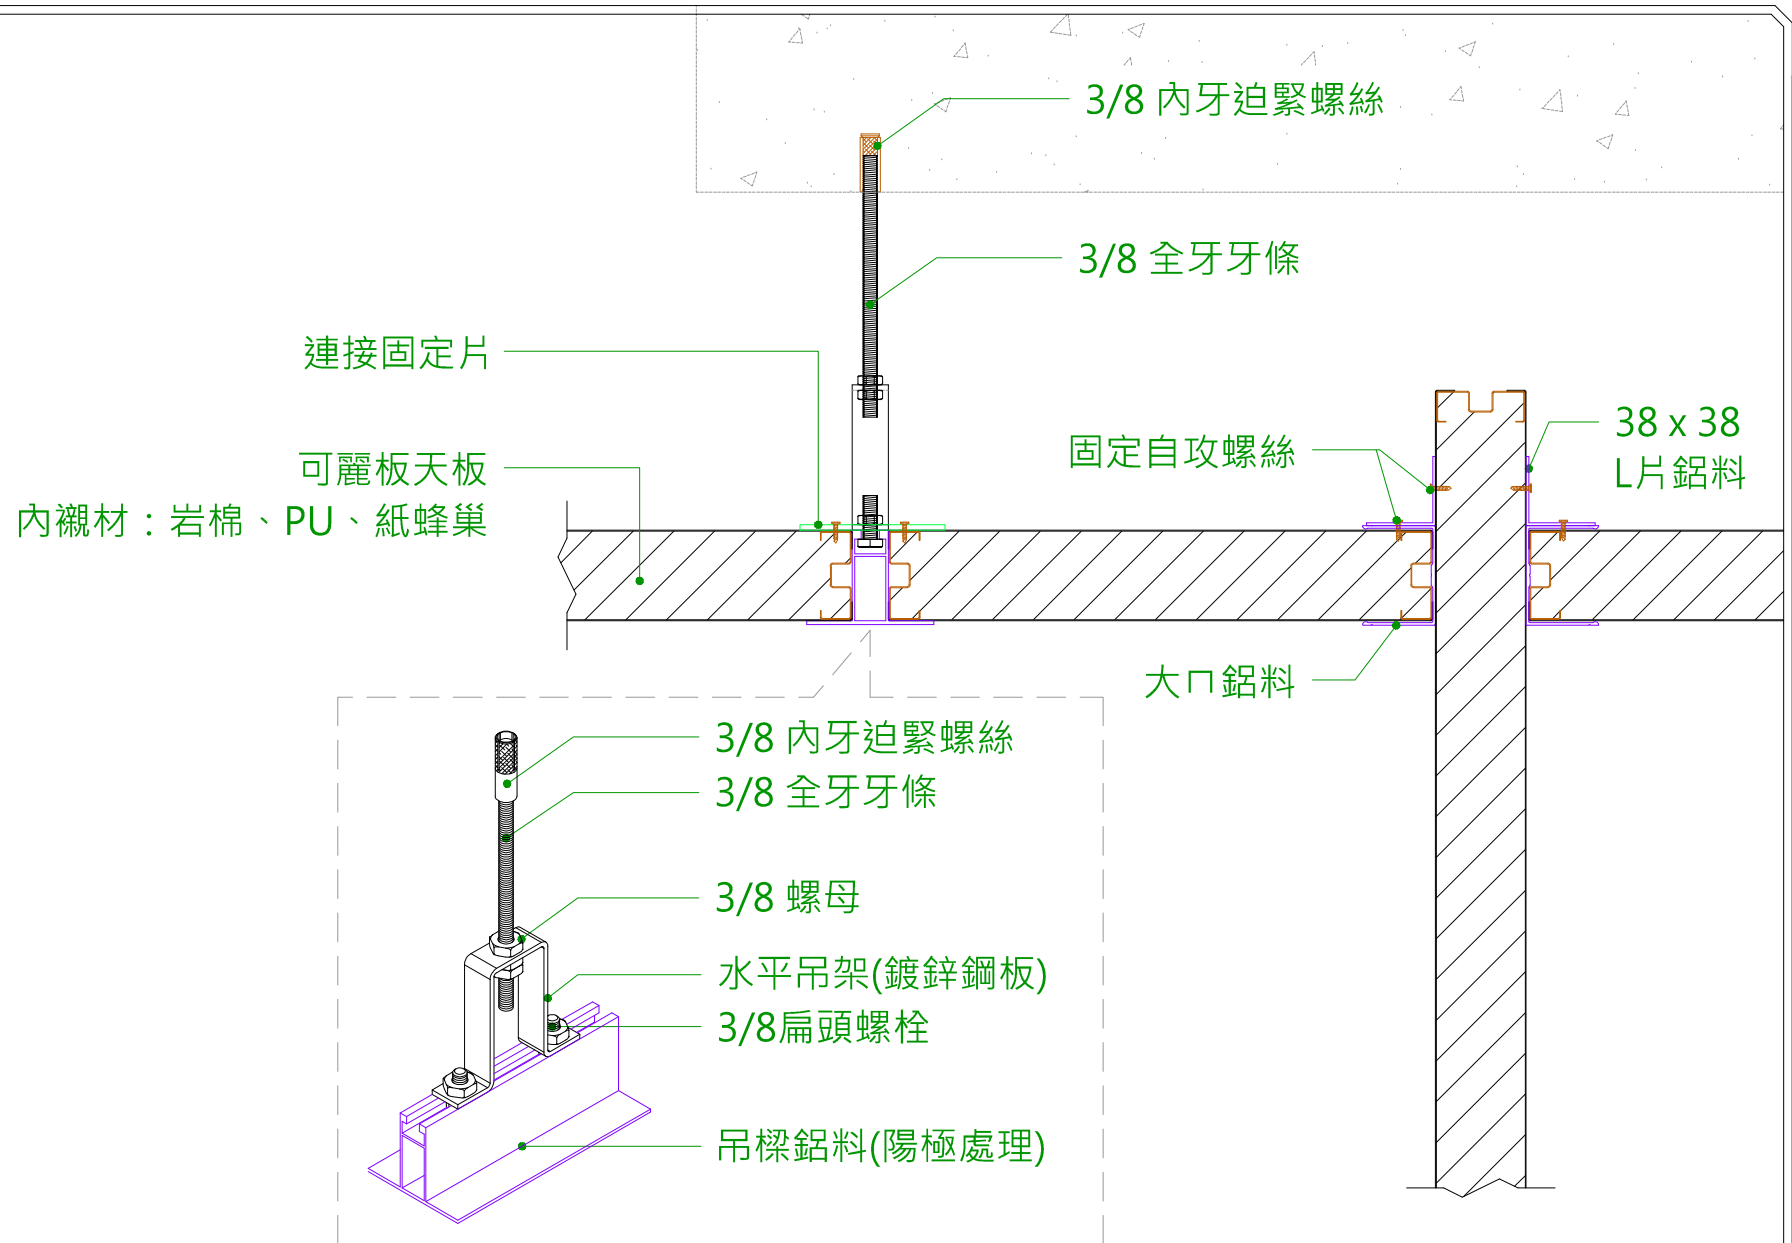 3/8 內牙迫緊螺絲
3/8 全牙牙條
連接固定片
可麗板天板
內襯材：岩棉、PU、紙蜂巢
固定自攻螺絲
38 x 38
L片鋁料
大ㄇ鋁料
3/8 內牙迫緊螺絲
3/8 全牙牙條
3/8 螺母
水平吊架(鍍鋅鋼板)
3/8扁頭螺栓
吊樑鋁料(陽極處理)